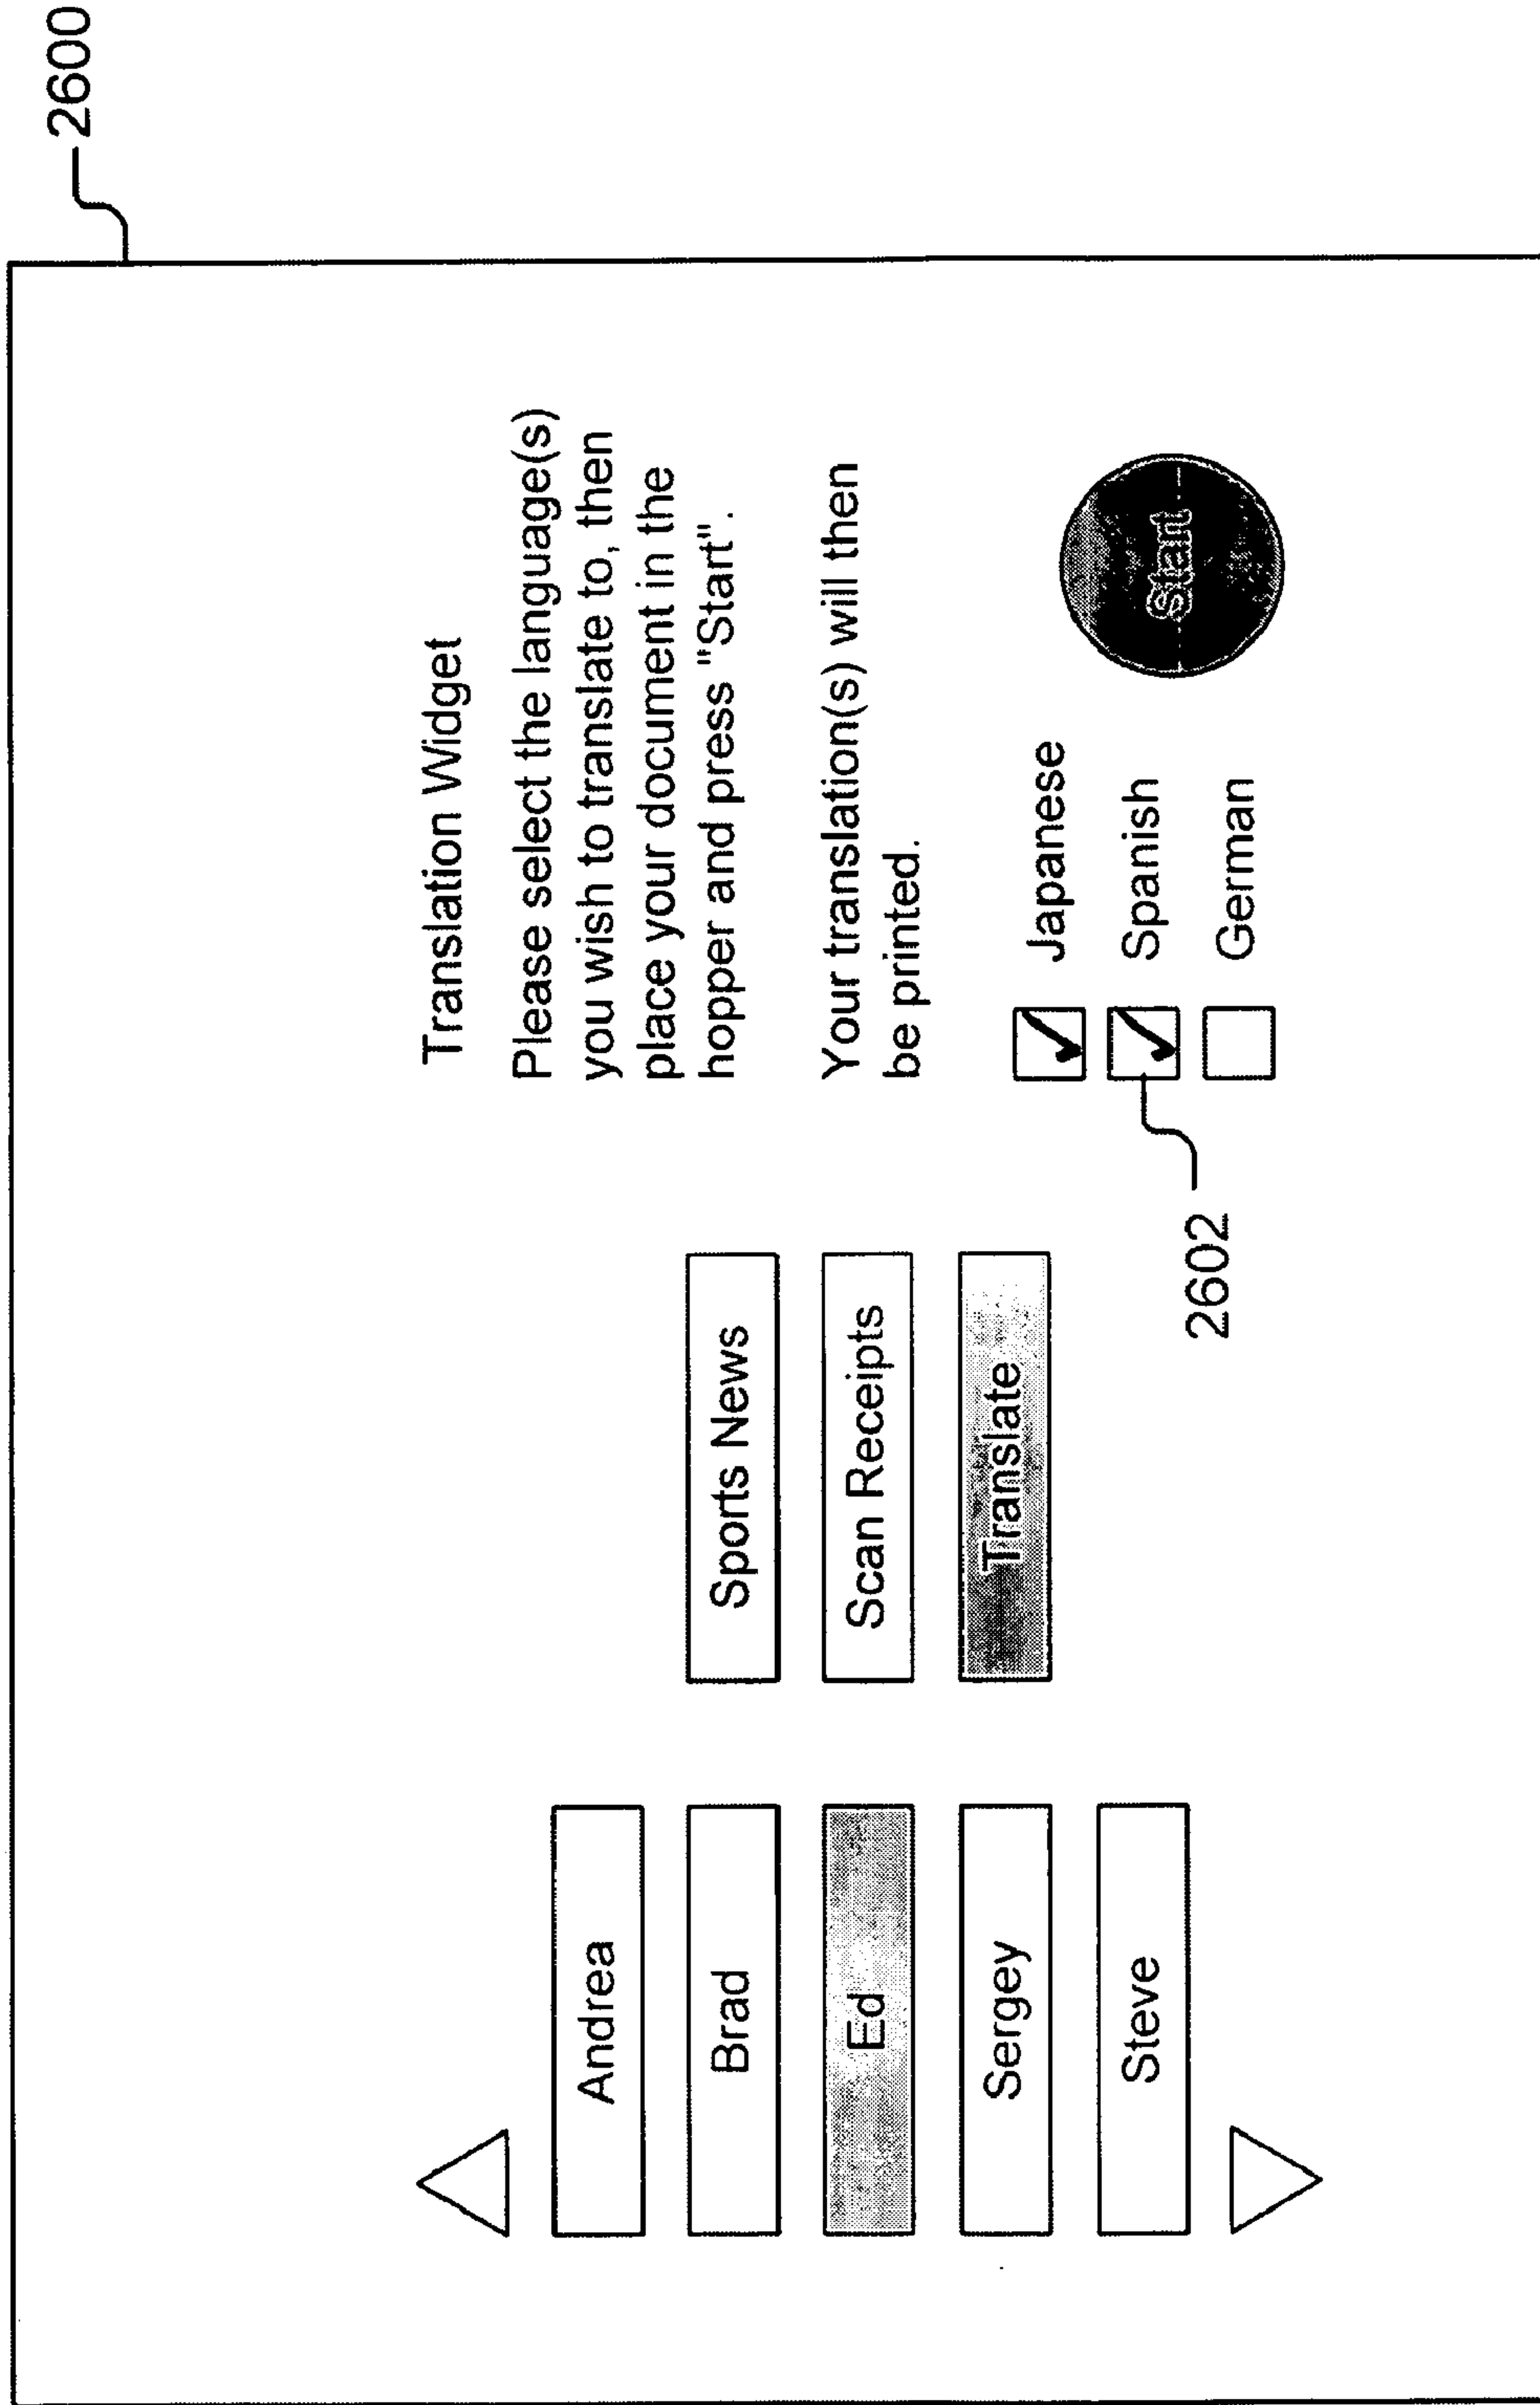 2600
Andrea
Brad
Ed
Sergey
Steve
Sports News
Scan Receipts
Translate
Translation Widget
Please select the language(s)
you wish to translate to, then
place your document in the
hopper and press "Start".
Your translation(s) will then
be printed.
Japanese
Spanish
German
Start
2602